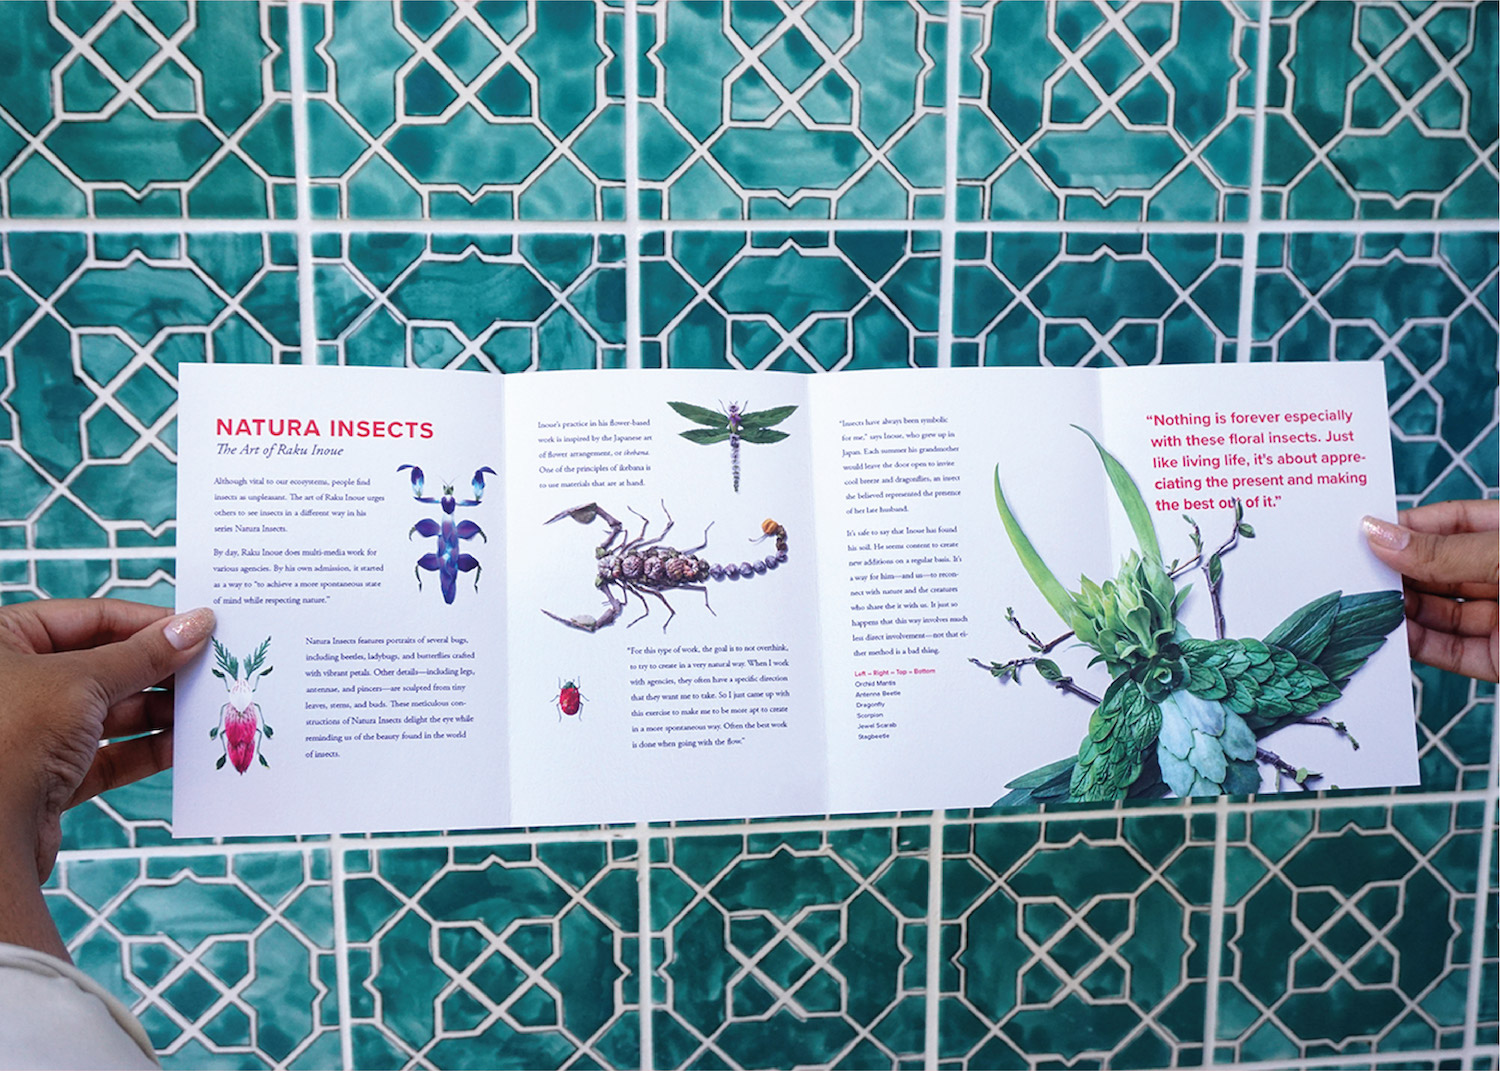 NATURA INSECTS
The Art of Raku Inoue
Although vital to our ecosystems, people find
insects as unpleasant. The art of Raku Inoue urges
others to see insects in a different way in his
series Natura Insects.
By day, Raku Inoue does multi-media work for
various agencies. By his own admission, it started
as a way to “to achieve a more spontaneous state
of mind while respecting nature.”
Natura Insects features portraits of several bugs,
including beetles, ladybugs, and butterflies crafted
with vibrant petals. Other details—including legs,
antennae, and pincers—are sculpted from tiny
leaves, stems, and buds. These meticulous con-
structions of Natura Insects delight the eye while
reminding us of the beauty found in the world
of insects.
Inoue's practice in his flower-based
work is inspired by the Japanese art
of flower arrangement, or ikebana.
One of the principles of ikebana is
to use materials that are at hand.
“For this type of work, the goal is to not overthink,
to try to create in a very natural way. When I work
with agencies, they often have a specific direction
that they want me to take. So I just came up with
this exercise to make me to be more apt to create
in a more spontaneous way. Often the best work
is done when going with the flow.”
“Insects have always been symbolic
for me,” says Inoue, who grew up in
Japan. Each summer his grandmother
would leave the door open to invite
cool breeze and dragonflies, an insect
she believed represented the presence
of her late husband.
It's safe to say that Inoue has found
his soil. He seems content to create
new additions on a regular basis. It's
a way for him—and us—to recon-
nect with nature and the creatures
who share the it with us. It just so
happens that this way involves much
less direct involvement—not that ei-
ther method is a bad thing.
Left – Right – Top – Bottom
Orchid Mantis
Antenna Beetle
Dragonfly
Scorpion
Jewel Scarab
Stagbeetle
“Nothing is forever especially
with these floral insects. Just
like living life, it's about appre-
ciating the present and making
the best out of it.”